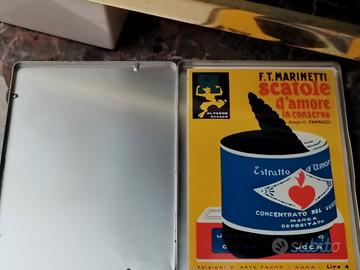 F.T. MARINETTI
scatole
d'amore
in conserva
disegni di PANNAGGI
AL FAUNO
Estratto d'Amore
CONCENTRATO NEL
MARCA
DEPOSITATA
EDIZIONI D'ARTE FAUNO · ROMA Lire 4
subito